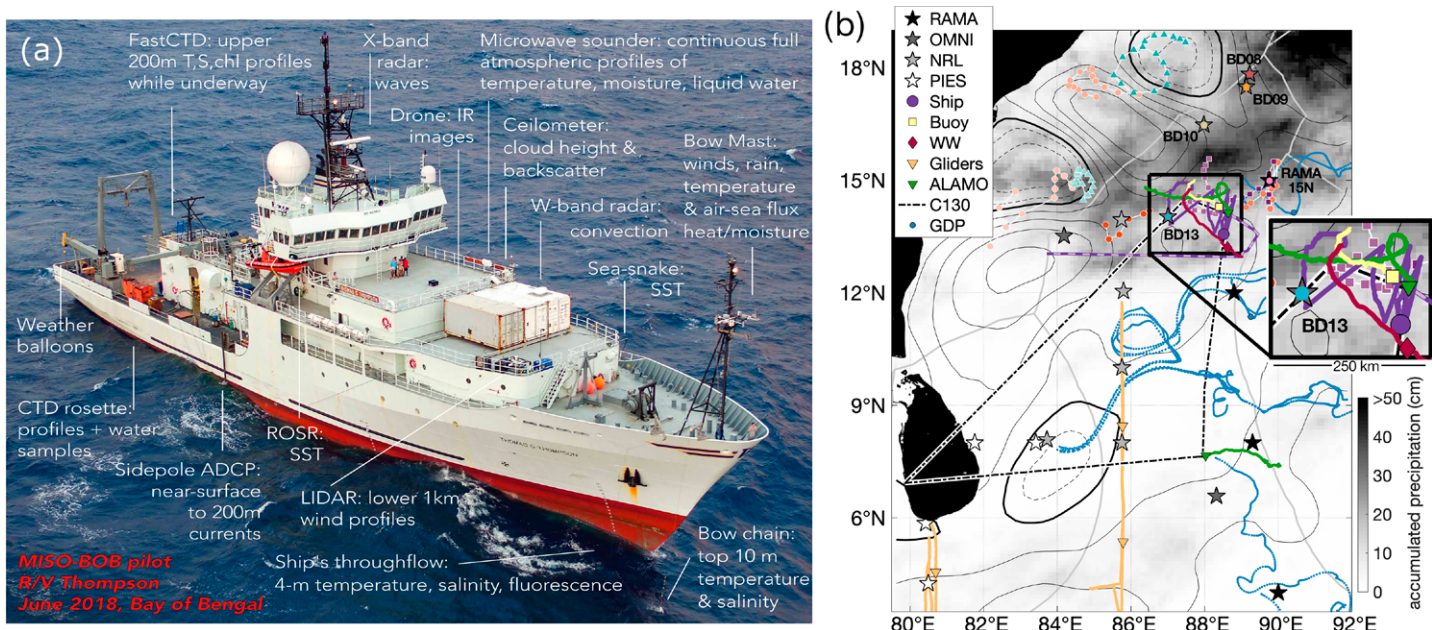 (a)
FastCTD: upper
200m T,S,chl profiles
while underway
X-band
radar:
waves
Microwave sounder: continuous full
atmospheric profiles of
temperature, moisture, liquid water
Drone: IR
images
Ceilometer:
cloud height &
backscatter
Bow Mast:
winds, rain,
temperature
& air-sea flux
heat/moisture
W-band radar:
convection
Sea-snake:
SST
Weather
balloons
CTD rosette:
profiles + water
samples
Sidepole ADCP:
near-surface
to 200m
currents
ROSR:
SST
LIDAR: lower 1km
wind profiles
THOMAS G THOMPSON
Ship's throughflow:
4-m temperature, salinity, fluorescence
Bow chain:
top 10 m
temperature
& salinity
MISO-BOB pilot
R/V Thompson
June 2018, Bay of Bengal
(b)
RAMA
OMNI
NRL
PIES
Ship
Buoy
WW
Gliders
ALAMO
C130
GDP
18°N
15°N
12°N
9°N
6°N
80°E
82°E
84°E
86°E
88°E
90°E
92°E
BD08
BD09
BD10
RAMA
15N
BD13
BD13
250 km
>50
40
30
20
10
0
accumulated precipitation (cm)